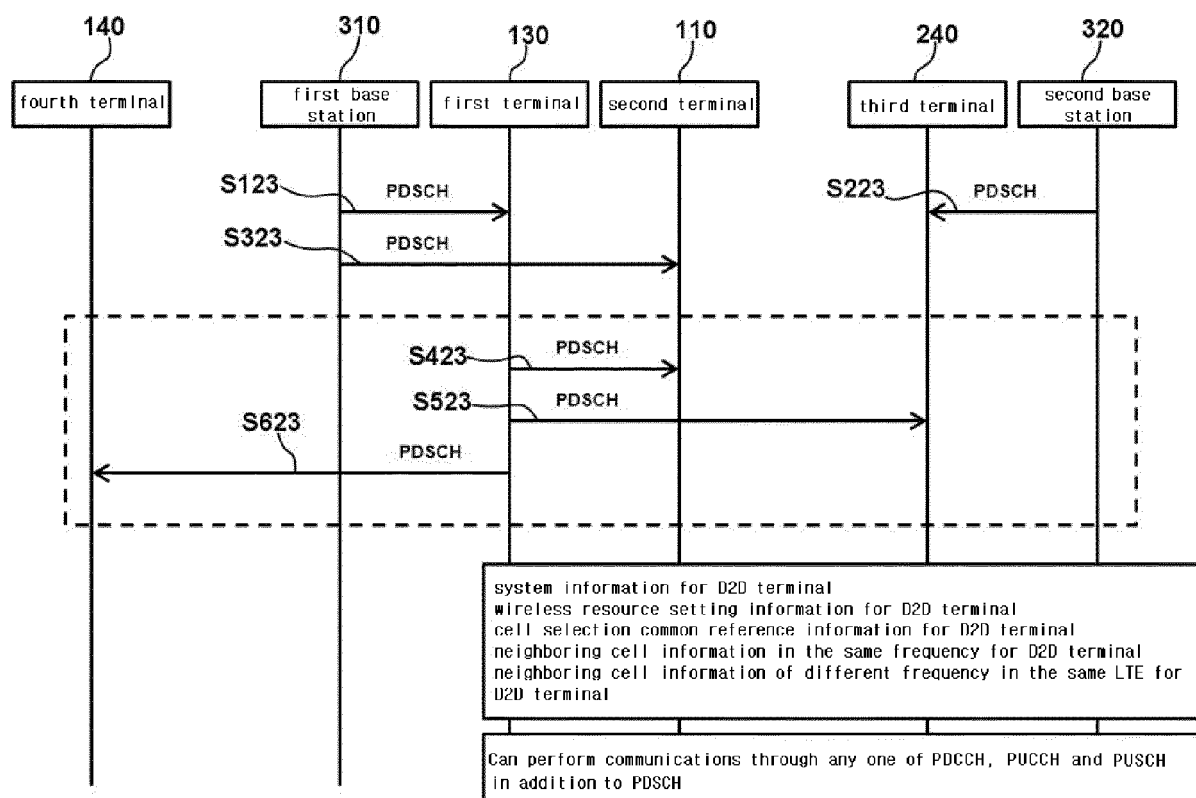 140
310
130
110
240
320
fourth terminal
first base
station
first terminal
second terminal
third terminal
second base
station
S123
PDSCH
S223
PDSCH
S323
PDSCH
S423
PDSCH
S523
PDSCH
S623
PDSCH
system information for D2D terminal
wireless resource setting information for D2D terminal
cell selection common reference information for D2D terminal
neighboring cell information in the same frequency for D2D terminal
neighboring cell information of different frequency in the same LTE for
D2D terminal
Can perform communications through any one of PDCCH, PUCCH and PUSCH
in addition to PDSCH